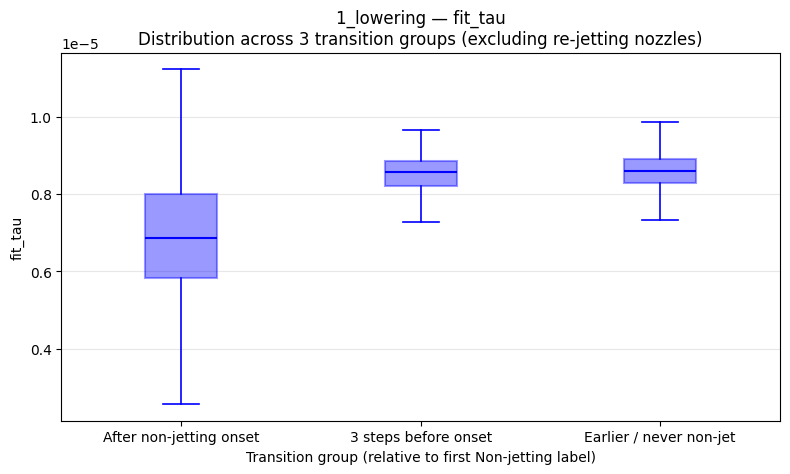 1_lowering — fit_tau
Distribution across 3 transition groups (excluding re-jetting nozzles)
1e−5
1.0
0.8
0.6
0.4
fit_tau
After non-jetting onset
3 steps before onset
Earlier / never non-jet
Transition group (relative to first Non-jetting label)